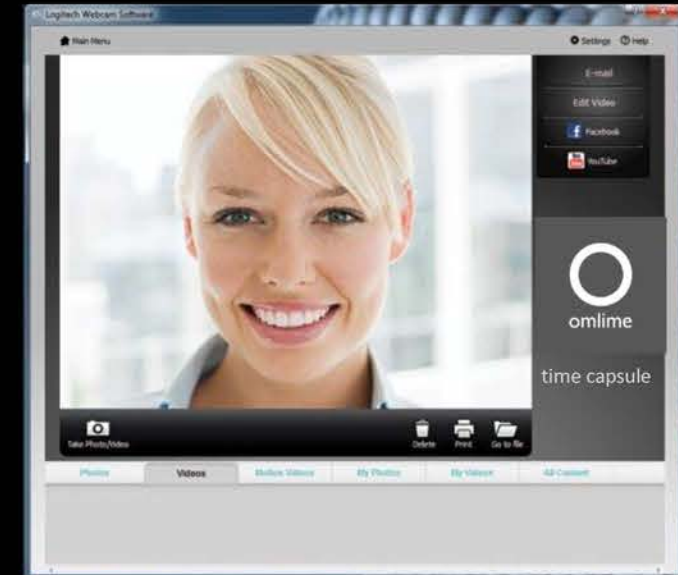 Logitech Webcam Software
Main Menu
Settings
Help
E-mail
Edit Video
Facebook
YouTube
omlime
time capsule
Take Photo/Video
Delete
Print
Go to file
Photos
Videos
Motion Videos
My Photos
My Videos
All Content